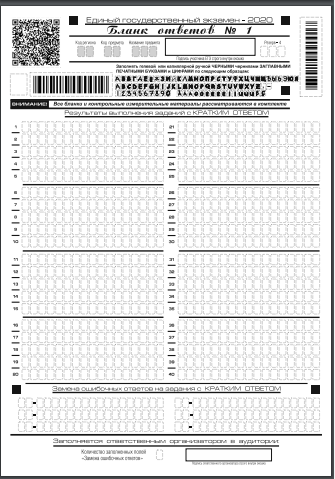 Единый государственный экзамен - 2020
Бланк ответов № 1
Код региона Код предмета Название предмета
Резерв - 4
Подпись участника ЕГЭ строго внутри окошка
Заполнять гелевой или капиллярной ручкой ЧЕРНЫМИ чернилами ЗАГЛАВНЫМИ
ПЕЧАТНЫМИ БУКВАМИ и ЦИФРАМИ по следующим образцам:
АБВГДЕЁЖЗИЙКЛМНОПРСТУФХЦЧШЩЪЫЬЭЮЯ
ABCDEFGHIJKLMNOPQRSTUVWXYZ
1234567890
ВНИМАНИЕ! Все бланки и контрольные измерительные материалы рассматриваются в комплекте
Результаты выполнения заданий с КРАТКИМ ОТВЕТОМ
1 21
2 22
3 23
4 24
5 25
6 26
7 27
8 28
9 29
10 30
11 31
12 32
13 33
14 34
15 35
16 36
17 37
18 38
19 39
20 40
Замена ошибочных ответов на задания с КРАТКИМ ОТВЕТОМ
Заполняется ответственным организатором в аудитории:
Количество заполненных полей
«Замена ошибочных ответов»
Подпись ответственного организатора строго внутри окошка